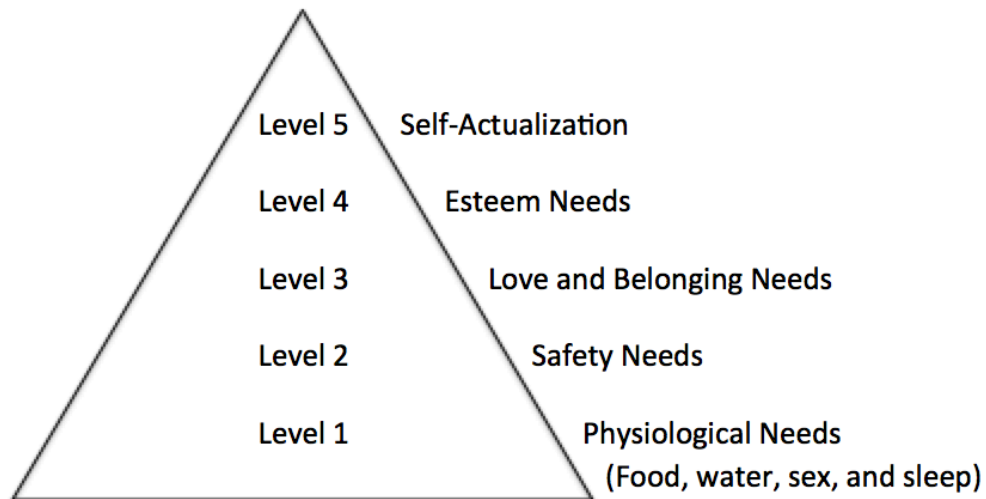 Level 5 Self-Actualization
Level 4 Esteem Needs
Level 3 Love and Belonging Needs
Level 2 Safety Needs
Level 1 Physiological Needs
(Food, water, sex, and sleep)